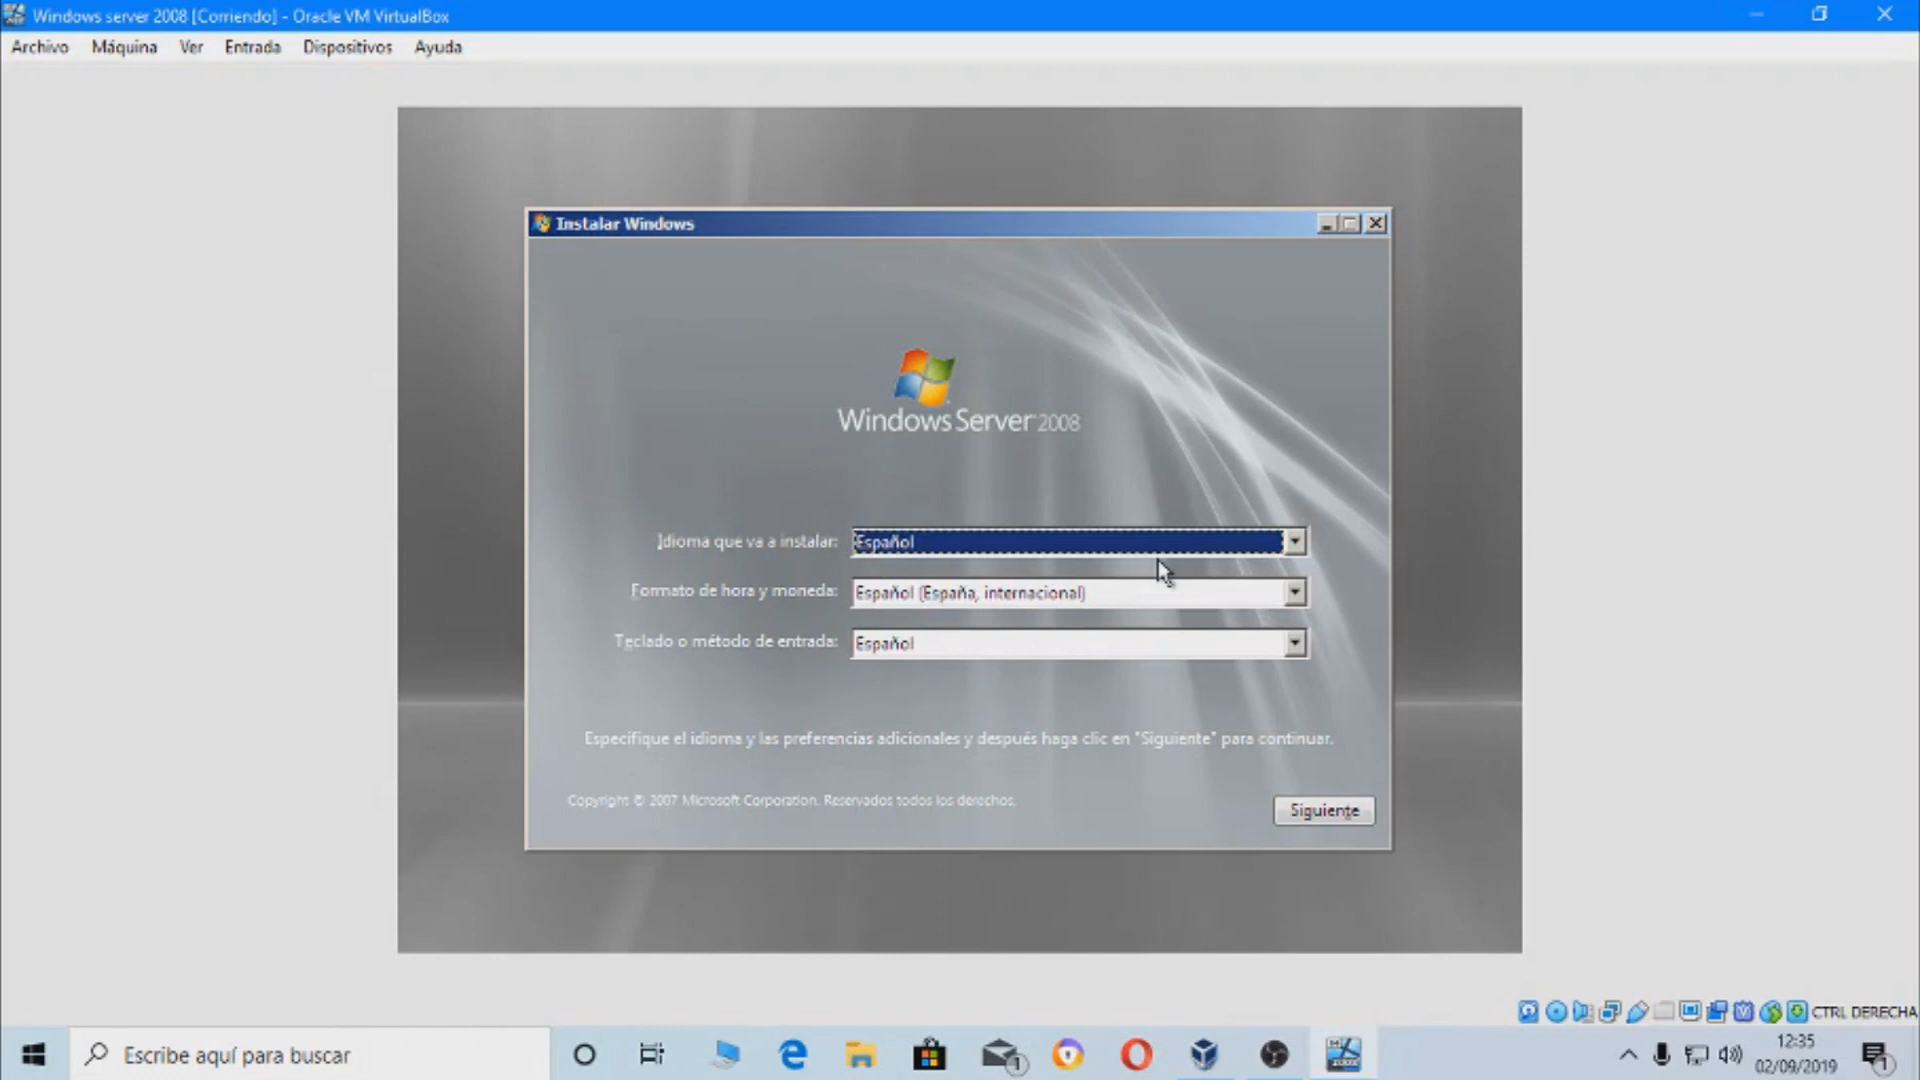 Windows server 2008 [Corriendo] - Oracle VM VirtualBox
Archivo Máquina Ver Entrada Dispositivos Ayuda
Instalar Windows
Windows Server 2008
Idioma que va a instalar: Español
Formato de hora y moneda: Español (España, internacional)
Teclado o método de entrada: Español
Especifique el idioma y las preferencias adicionales y después haga clic en "Siguiente" para continuar.
Copyright © 2007 Microsoft Corporation. Reservados todos los derechos.
Siguiente
CTRL DERECHA
Escribe aquí para buscar
1
12:35
02/09/2019
1